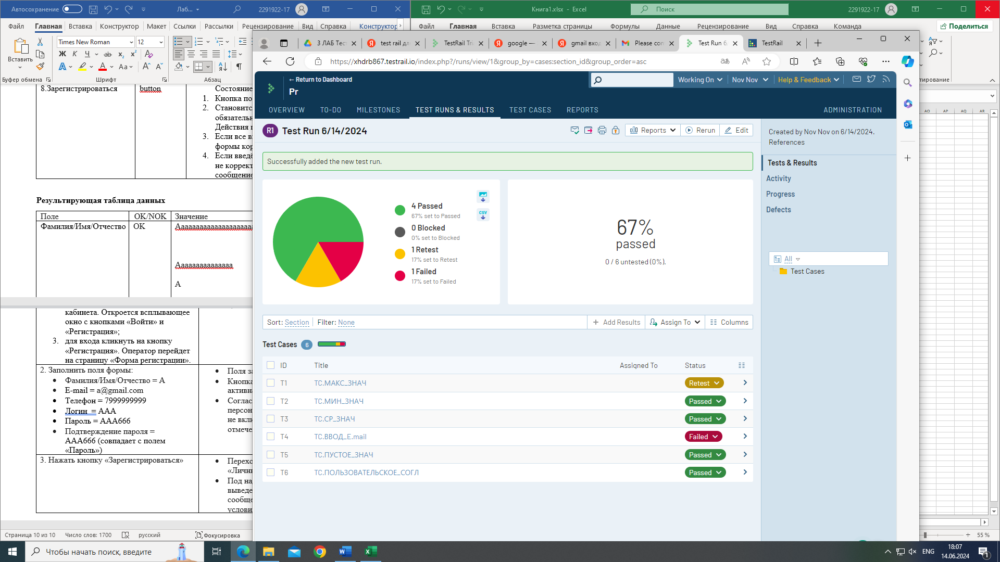 Автосохранение
Лаб...
2291922-17
Файл
Главная
Вставка
Конструктор
Макет
Ссылки
Рассылки
Рецензирование
Вид
Справка
Конструктор
Times New Roman
12
Вставить
Ж К Ч ab x₂ x²
Aa
Буфер обмена
Шрифт
Абзац
Книга1.xlsx - Excel
Поиск
2291922-17
Файл
Главная
Вставка
Разметка страницы
Формулы
Данные
Рецензирование
Вид
Справка
Команда
Поделиться
тирование
AO AP AQ AR
55 %
8.Зарегистрироваться
button
Состояние
1. Кнопка по
2. Становитс
обязательн
Действия п
3. Если все в
формы кор
4. Если введё
не коррект
сообщение
Результирующая таблица данных
Поле
OK/NOK
Значение
Фамилия/Имя/Отчество
OK
Аааааааааааааааа
A
кабинета. Откроется всплывающее
окно с кнопками «Войти» и
«Регистрация»;
3. для входа кликнуть на кнопку
«Регистрация». Оператор перейдет
на страницу «Форма регистрации».
2. Заполнить поля формы:
• Фамилия/Имя/Отчество = А
• E-mail = a@gmail.com
• Телефон = 7999999999
• Логин = ААА
• Пароль = ААА666
• Подтверждение пароля =
ААА666 (совпадает с полем
«Пароль»)
• Поля за
• Кнопка
активна
• Соглас
персон
не вклю
отмече
3. Нажать кнопку «Зарегистрироваться»
• Перехо
«Личны
• Под на
выведе
сообще
услови
Страница 10 из 10
Число слов: 1700
русский
Фокусировка
3 ЛАБ Тест
test rail дл
TestRail Tri
google —
gmail вход
Please con
Test Run 6/
TestRail
https://xhdrb867.testrail.io/index.php?/runs/view/1&group_by=cases:section_id&group_order=asc
← Return to Dashboard
Pr
Working On
Nov Nov
Help & Feedback
OVERVIEW
TO-DO
MILESTONES
TEST RUNS & RESULTS
TEST CASES
REPORTS
ADMINISTRATION
R1 Test Run 6/14/2024
Reports
Rerun
Edit
Successfully added the new test run.
4 Passed
67% set to Passed
0 Blocked
0% set to Blocked
1 Retest
17% set to Retest
1 Failed
17% set to Failed
CSV
67%
passed
0 / 6 untested (0%).
Created by Nov Nov on 6/14/2024.
References
Tests & Results
Activity
Progress
Defects
All
Test Cases
Sort: Section
Filter: None
+ Add Results
Assign To
Columns
Test Cases 6
ID Title Assigned To Status
T1 ТС.МАКС_ЗНАЧ Retest
T2 ТС.МИН_ЗНАЧ Passed
T3 ТС.СР_ЗНАЧ Passed
T4 ТС.ВВОД_E.mail Failed
T5 ТС.ПУСТОЕ_ЗНАЧ Passed
T6 ТС.ПОЛЬЗОВАТЕЛЬСКОЕ_СОГЛ Passed
Чтобы начать поиск, введите
ENG
18:07
14.06.2024
1